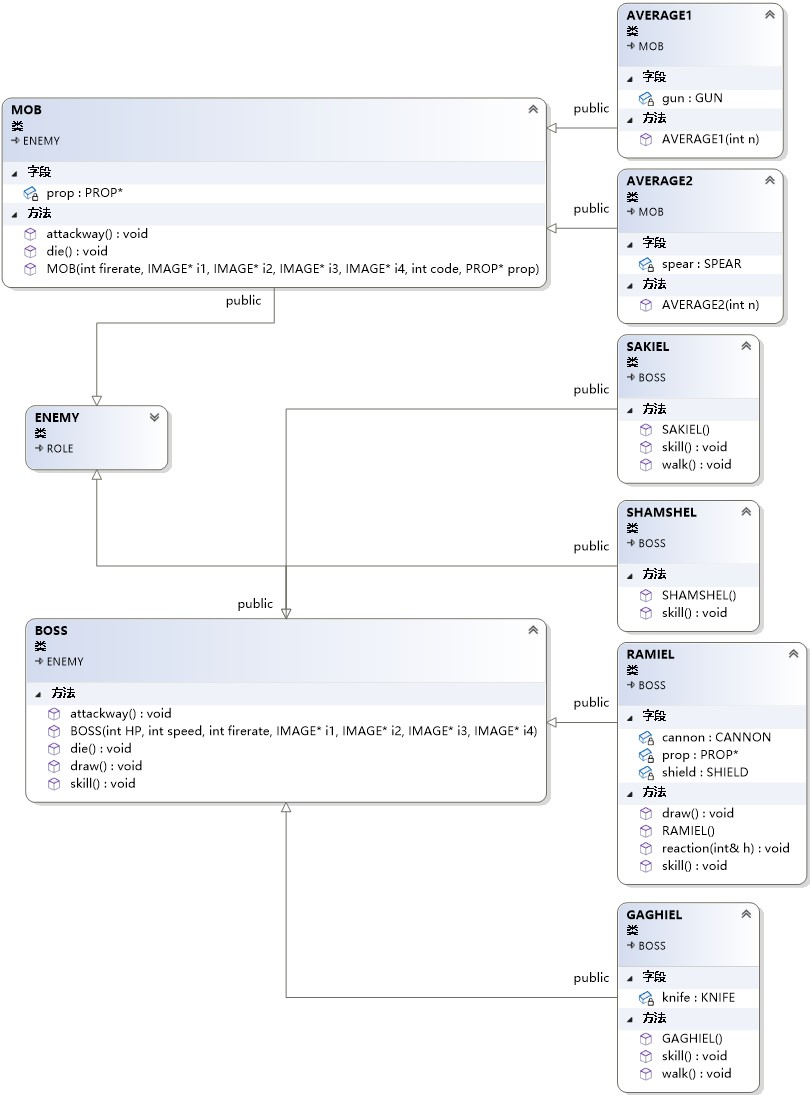 MOB
类
ENEMY
字段
prop : PROP*
方法
attackway() : void
die() : void
MOB(int firerate, IMAGE* i1, IMAGE* i2, IMAGE* i3, IMAGE* i4, int code, PROP* prop)
public
AVERAGE1
类
MOB
字段
gun : GUN
方法
AVERAGE1(int n)
public
AVERAGE2
类
MOB
字段
spear : SPEAR
方法
AVERAGE2(int n)
public
ENEMY
类
ROLE
public
SAKIEL
类
BOSS
方法
SAKIEL()
skill() : void
walk() : void
public
SHAMSHEL
类
BOSS
方法
SHAMSHEL()
skill() : void
public
BOSS
类
ENEMY
方法
attackway() : void
BOSS(int HP, int speed, int firerate, IMAGE* i1, IMAGE* i2, IMAGE* i3, IMAGE* i4)
die() : void
draw() : void
skill() : void
public
RAMIEL
类
BOSS
字段
cannon : CANNON
prop : PROP*
shield : SHIELD
方法
draw() : void
RAMIEL()
reaction(int& h) : void
skill() : void
public
GAGHIEL
类
BOSS
字段
knife : KNIFE
方法
GAGHIEL()
skill() : void
walk() : void
public